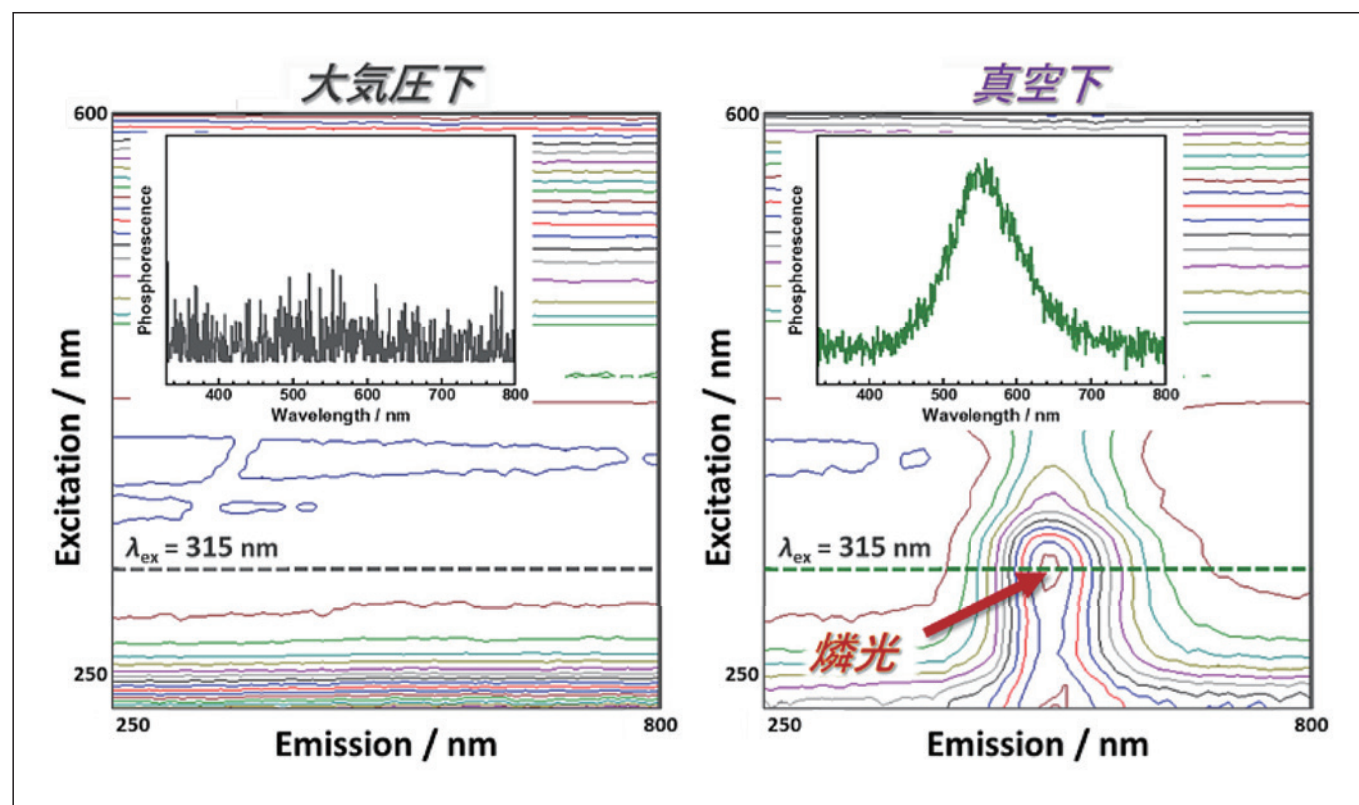 大気圧下
600
Phosphorescence
400 500 600 700 800
Wavelength / nm
Excitation / nm
λex = 315 nm
250
250 800
Emission / nm
真空下
600
Phosphorescence
400 500 600 700 800
Wavelength / nm
Excitation / nm
λex = 315 nm
燐光
250
250 800
Emission / nm